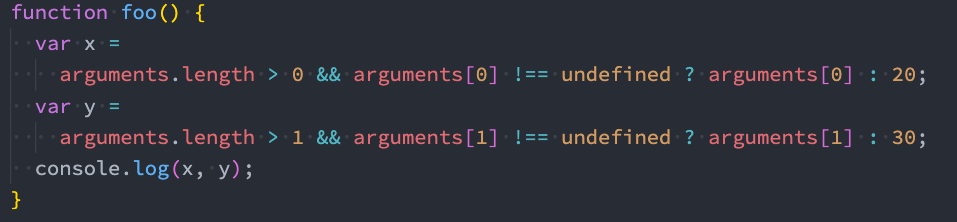 function foo() {
  var x =
    arguments.length > 0 && arguments[0] !== undefined ? arguments[0] : 20;
  var y =
    arguments.length > 1 && arguments[1] !== undefined ? arguments[1] : 30;
  console.log(x, y);
}